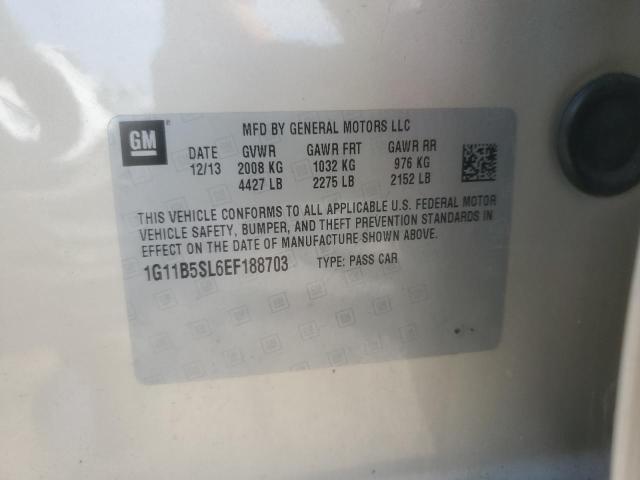 GM
MFD BY GENERAL MOTORS LLC
DATE GVWR GAWR FRT GAWR RR
12/13 2008 KG 1032 KG 976 KG
4427 LB 2275 LB 2152 LB
THIS VEHICLE CONFORMS TO ALL APPLICABLE U.S. FEDERAL MOTOR
VEHICLE SAFETY, BUMPER, AND THEFT PREVENTION STANDARDS IN
EFFECT ON THE DATE OF MANUFACTURE SHOWN ABOVE.
1G11B5SL6EF188703 TYPE: PASS CAR